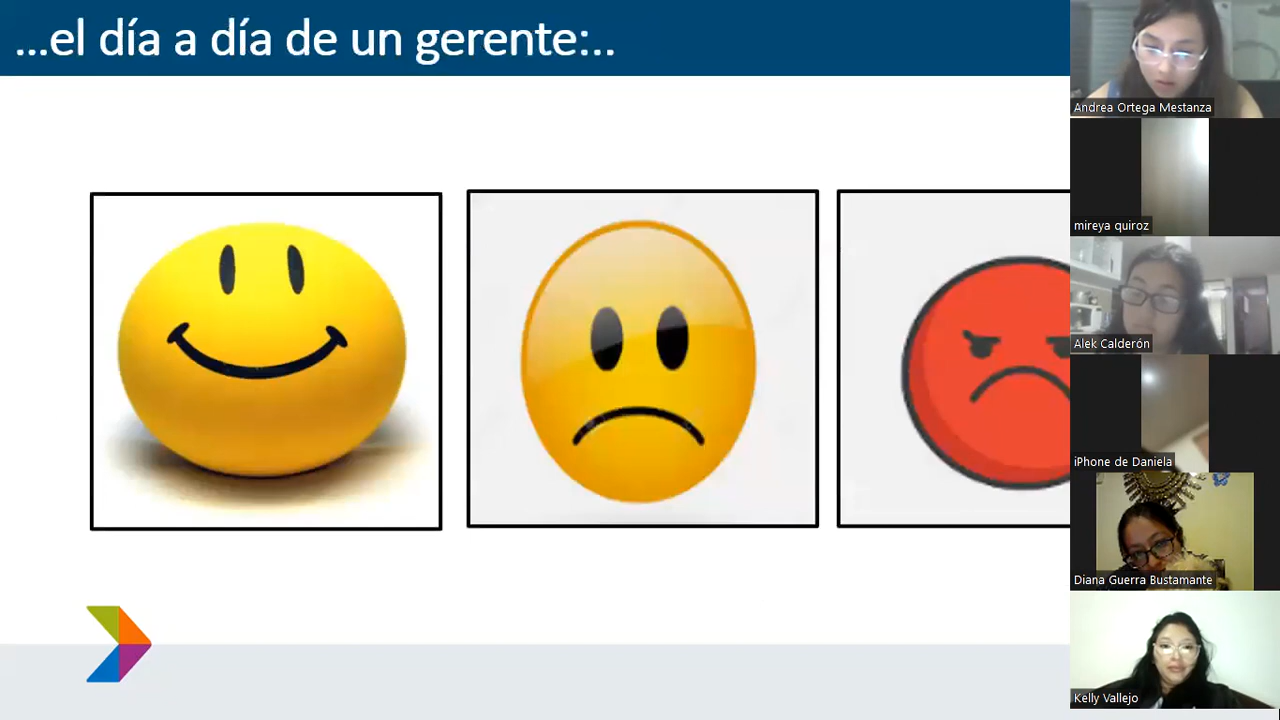 ...el día a día de un gerente:..
Andrea Ortega Mestanza
mireya quiroz
Alek Calderón
iPhone de Daniela
Diana Guerra Bustamante
Kelly Vallejo